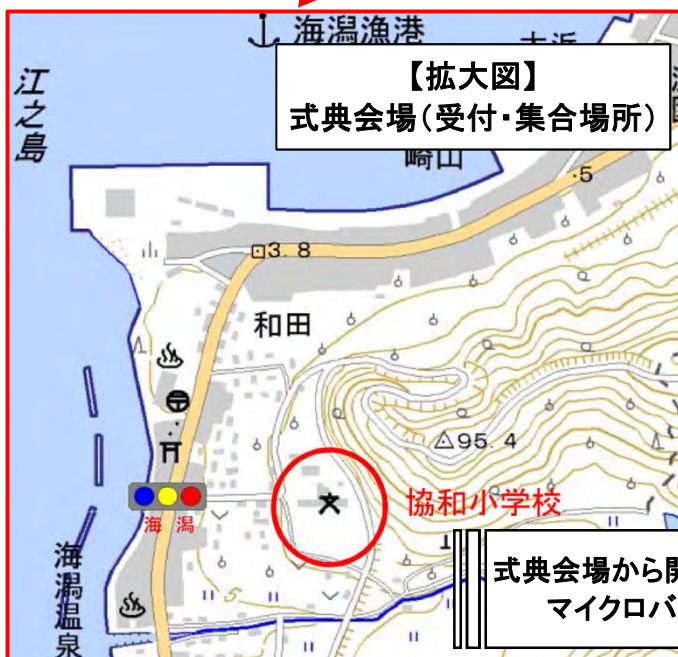 海潟漁港
江之島
【拡大図】
式典会場(受付・集合場所)
崎山
5
3.8
和田
95.4
協和小学校
海潟
海潟温泉
5
式典会場から開
マイクロバ